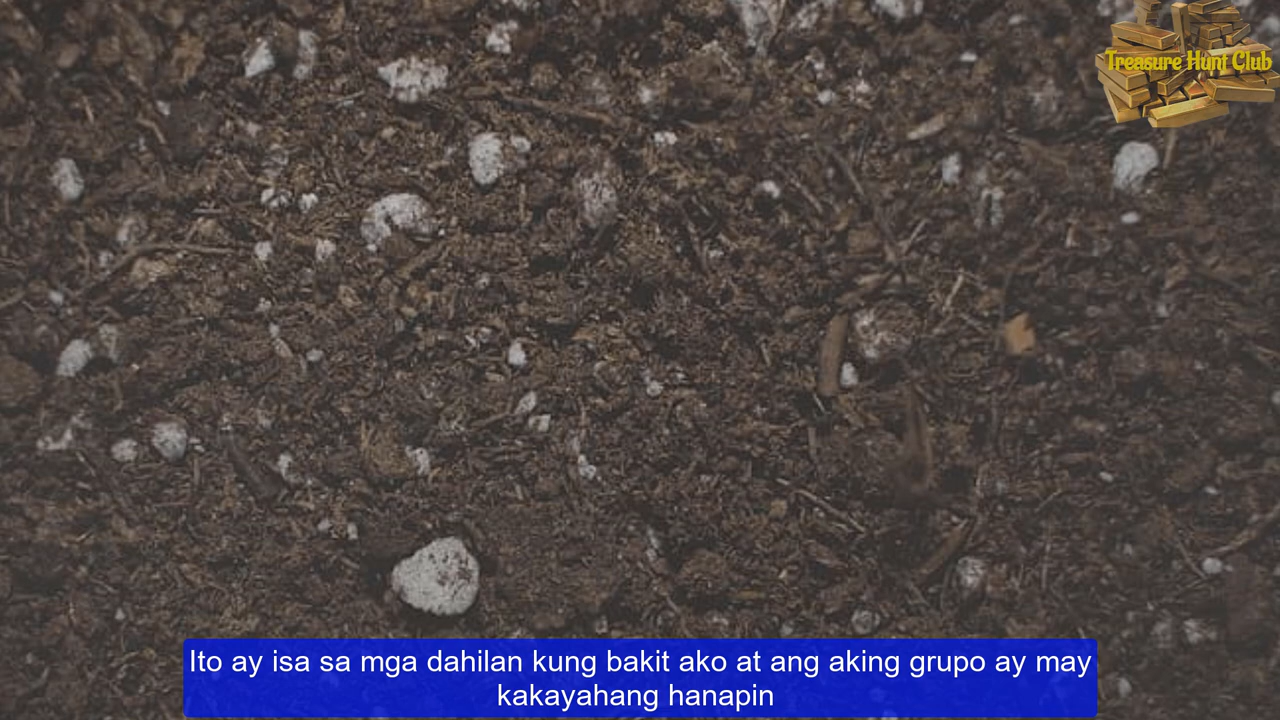 Treasure Hunt Club
Ito ay isa sa mga dahilan kung bakit ako at ang aking grupo ay may
kakayahang hanapin